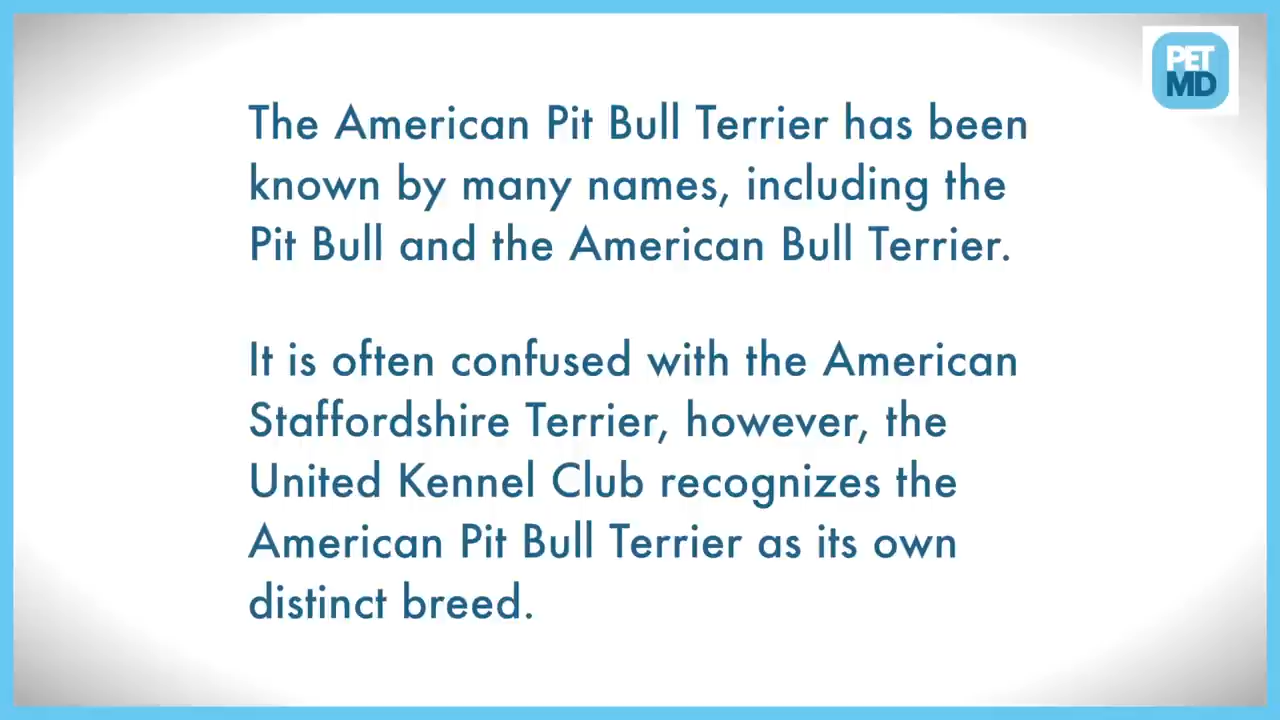 PET
MD
The American Pit Bull Terrier has been
known by many names, including the
Pit Bull and the American Bull Terrier.
It is often confused with the American
Staffordshire Terrier, however, the
United Kennel Club recognizes the
American Pit Bull Terrier as its own
distinct breed.